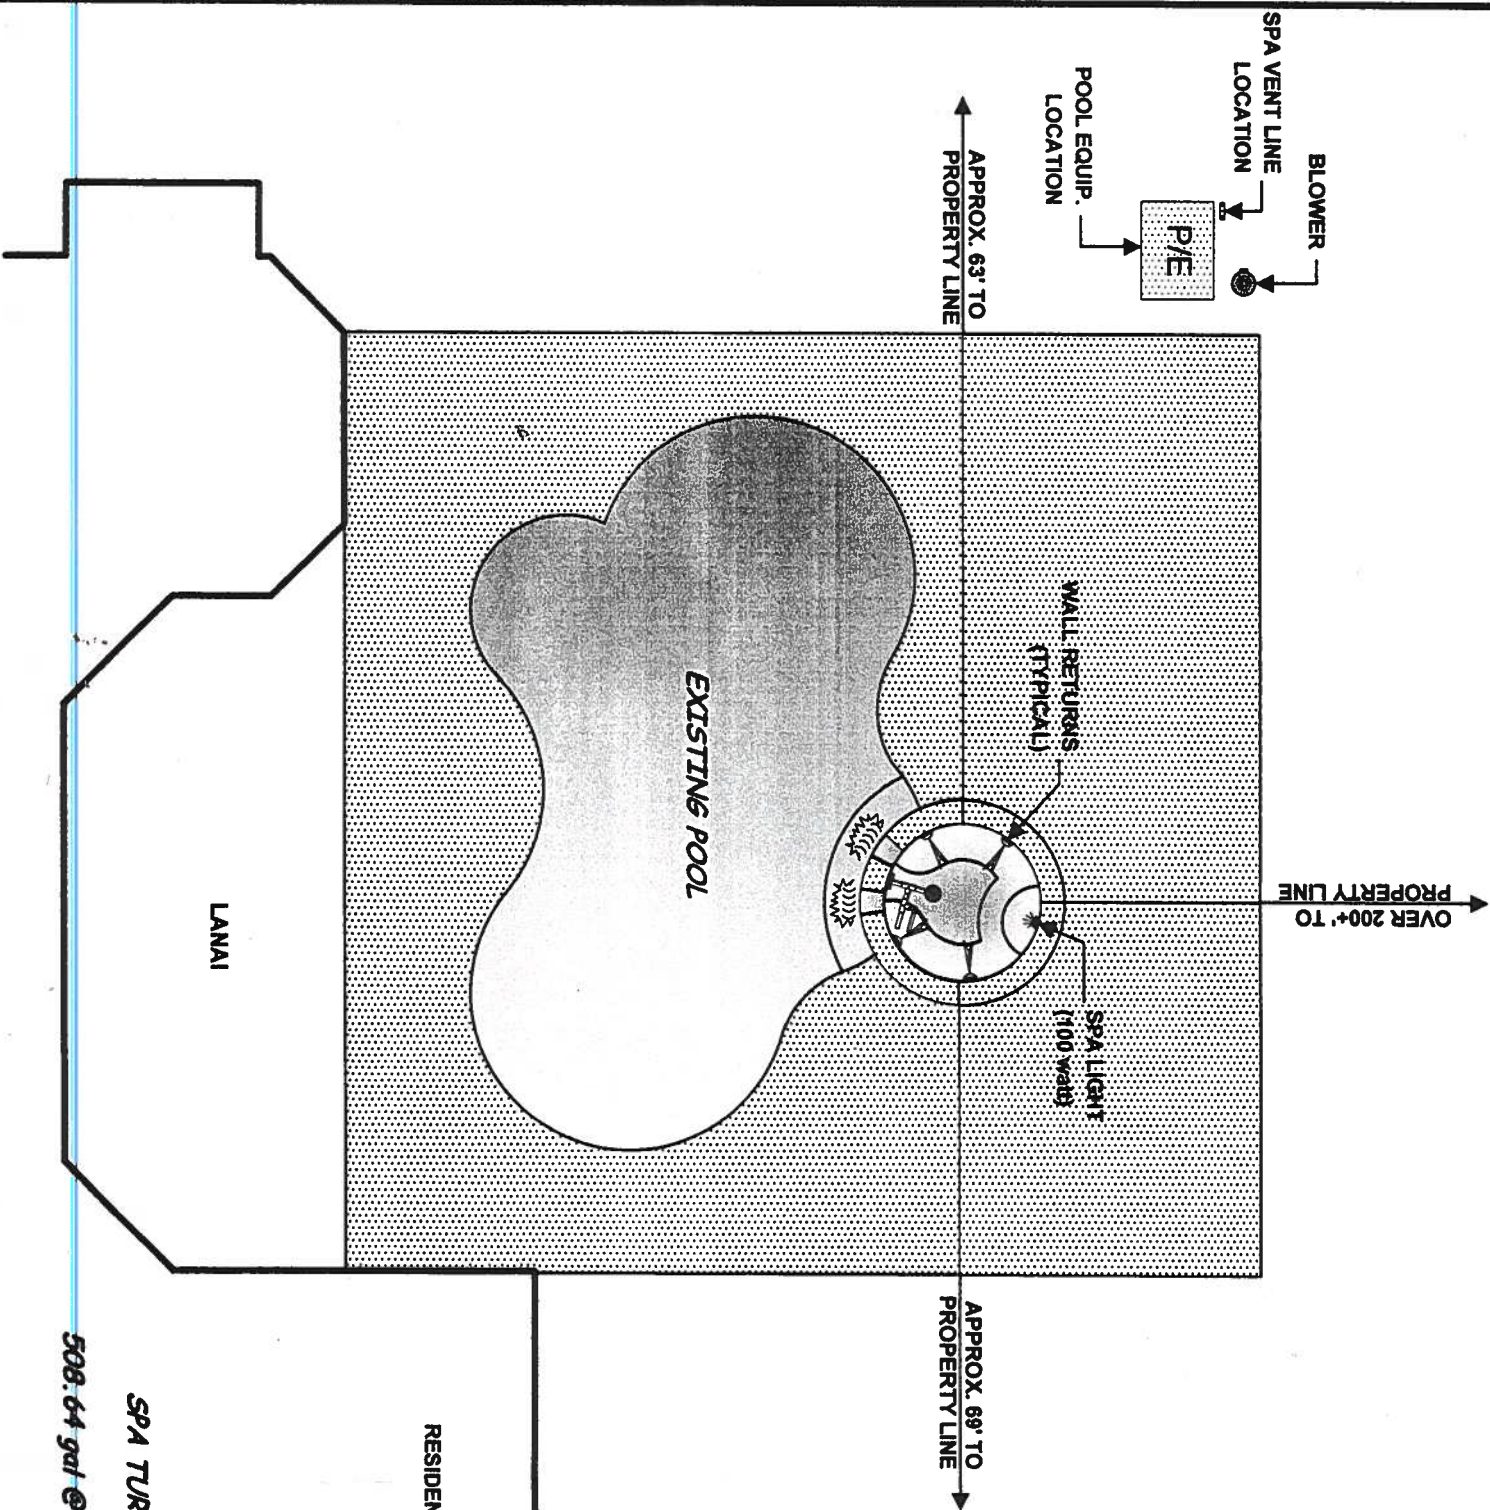 BLOWER
SPA VENT LINE
LOCATION
P/E
POOL EQUIP.
LOCATION
APPROX. 63' TO
PROPERTY LINE
WALL RETURNS
(TYPICAL)
OVER 200+' TO
PROPERTY LINE
SPA LIGHT
(100 watt)
EXISTING POOL
APPROX. 69' TO
PROPERTY LINE
LANAI
RESIDEN
SPA TUR
508.64 gal @